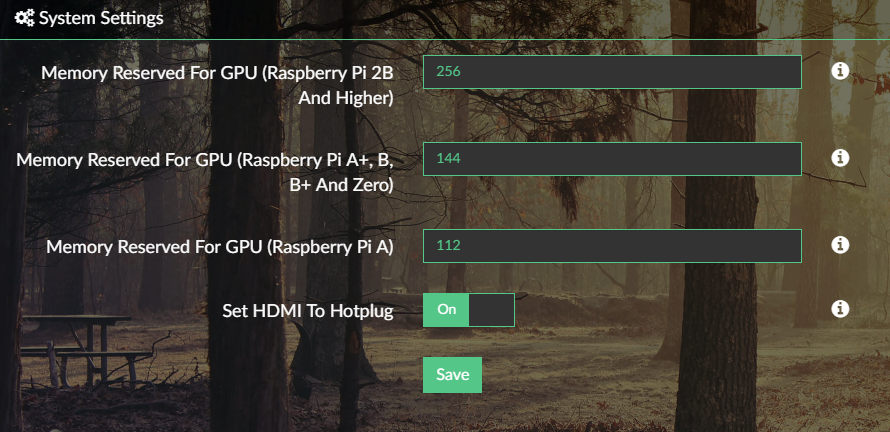 System Settings
Memory Reserved For GPU (Raspberry Pi 2B
And Higher)
256
Memory Reserved For GPU (Raspberry Pi A+, B,
B+ And Zero)
144
Memory Reserved For GPU (Raspberry Pi A)
112
Set HDMI To Hotplug
On
Save